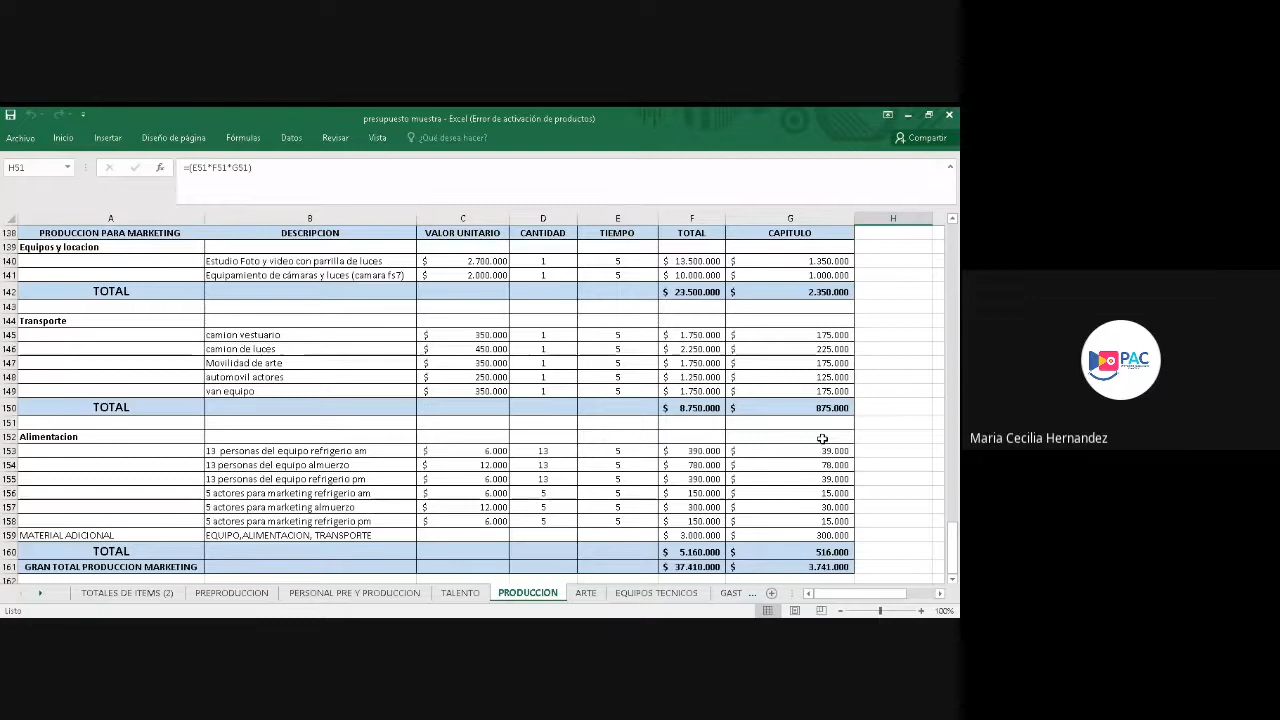 presupuesto muestra - Excel (Error de activación de productos)
Archivo Inicio Insertar Diseño de página Fórmulas Datos Revisar Vista ¿Qué desea hacer? Compartir
H51 fx =(E51*F51*G51)
A B C D E F G H
138 PRODUCCION PARA MARKETING DESCRIPCION VALOR UNITARIO CANTIDAD TIEMPO TOTAL CAPITULO
139 Equipos y locacion
140 Estudio Foto y video con parrilla de luces $ 2.700.000 1 5 $ 13.500.000 $ 1.350.000
141 Equipamiento de cámaras y luces (camara fs7) $ 2.000.000 1 5 $ 10.000.000 $ 1.000.000
142 TOTAL $ 23.500.000 $ 2.350.000
143
144 Transporte
145 camion vestuario $ 350.000 1 5 $ 1.750.000 $ 175.000
146 camion de luces $ 450.000 1 5 $ 2.250.000 $ 225.000
147 Movilidad de arte $ 350.000 1 5 $ 1.750.000 $ 175.000
148 automovil actores $ 250.000 1 5 $ 1.250.000 $ 125.000
149 van equipo $ 350.000 1 5 $ 1.750.000 $ 175.000
150 TOTAL $ 8.750.000 $ 875.000
151
152 Alimentacion
153 13 personas del equipo refrigerio am $ 6.000 13 5 $ 390.000 $ 39.000
154 13 personas del equipo almuerzo $ 12.000 13 5 $ 780.000 $ 78.000
155 13 personas del equipo refrigerio pm $ 6.000 13 5 $ 390.000 $ 39.000
156 5 actores para marketing refrigerio am $ 6.000 5 5 $ 150.000 $ 15.000
157 5 actores para marketing almuerzo $ 12.000 5 5 $ 300.000 $ 30.000
158 5 actores para marketing refrigerio pm $ 6.000 5 5 $ 150.000 $ 15.000
159 MATERIAL ADICIONAL EQUIPO,ALIMENTACION, TRANSPORTE $ 3.000.000 $ 300.000
160 TOTAL $ 5.160.000 $ 516.000
161 GRAN TOTAL PRODUCCION MARKETING $ 37.410.000 $ 3.741.000
162
TOTALES DE ITEMS (2) PREPRODUCCION PERSONAL PRE Y PRODUCCION TALENTO PRODUCCION ARTE EQUIPOS TECNICOS GAST ...
Listo 100%
PAC
Maria Cecilia Hernandez